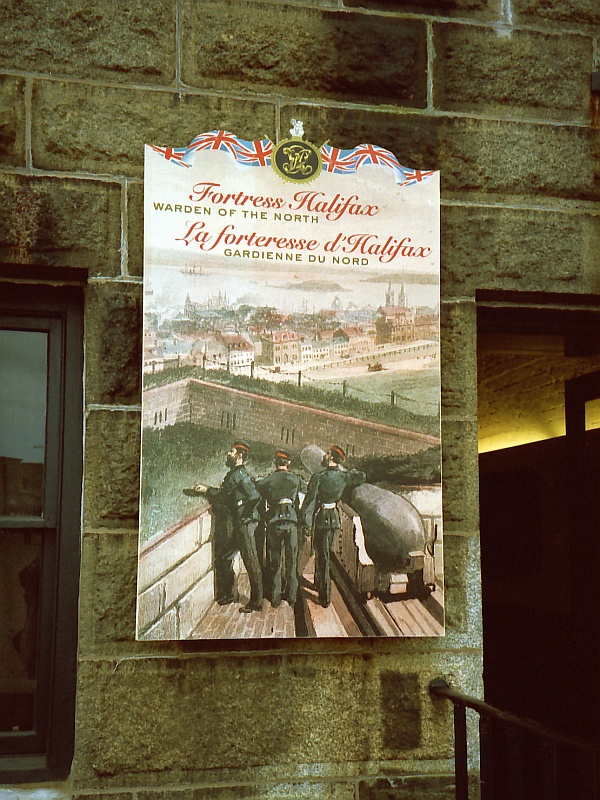 Fortress Halifax
WARDEN OF THE NORTH
La forteresse d'Halifax
GARDIENNE DU NORD